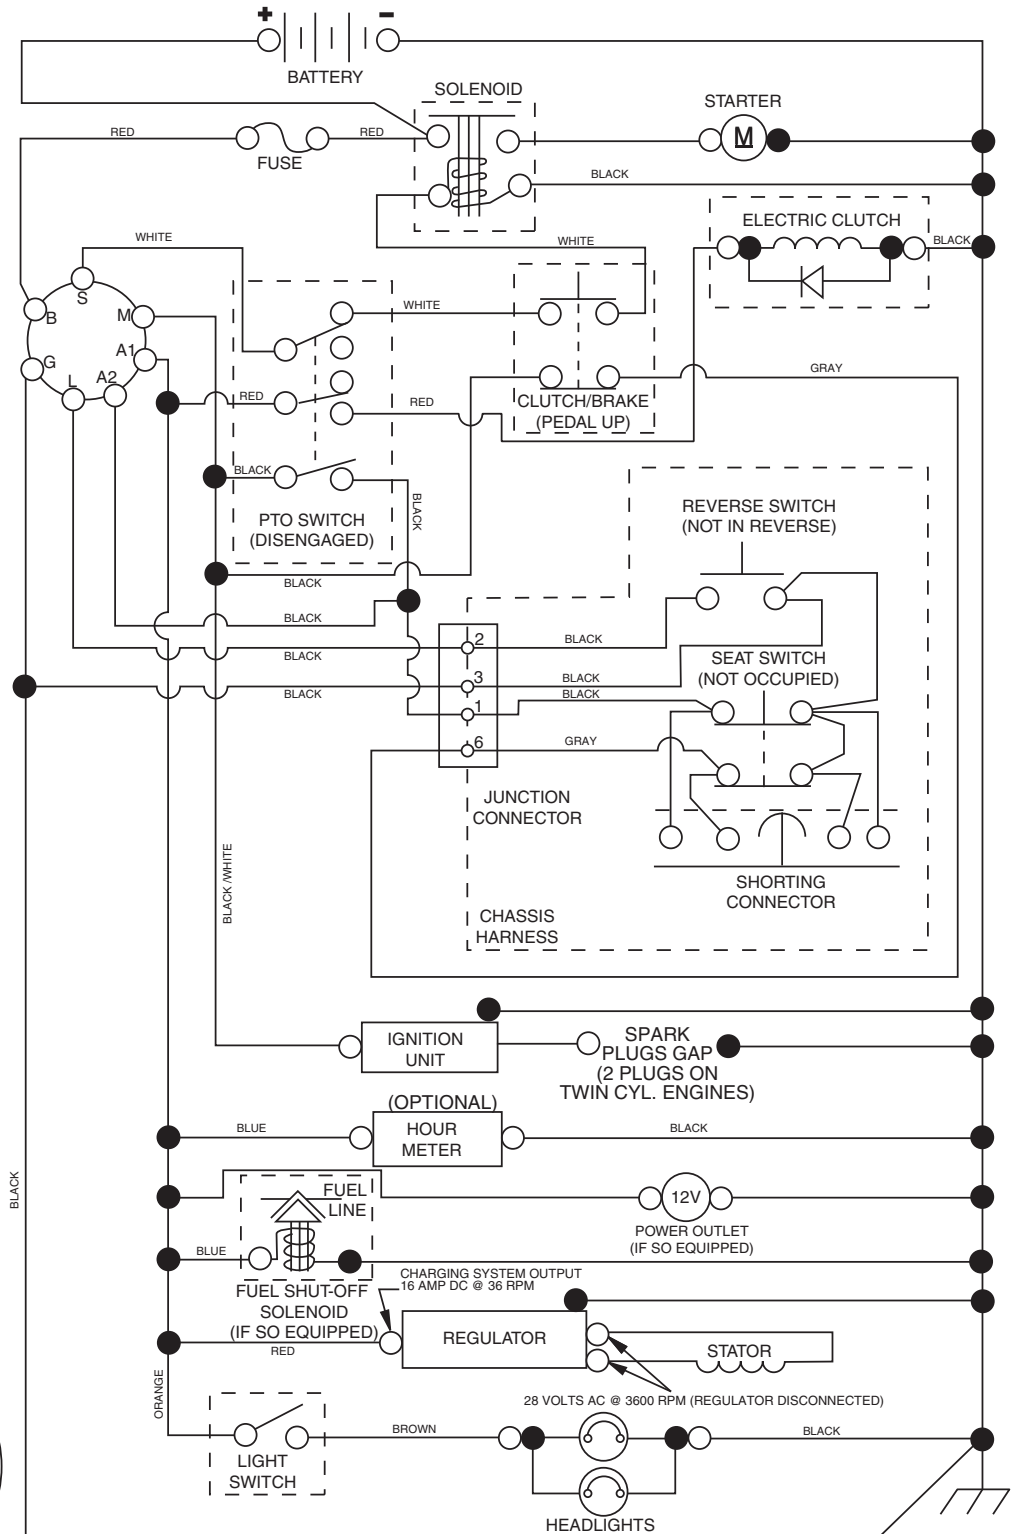 + −
BATTERY
SOLENOID
STARTER
M
RED
FUSE
RED
BLACK
ELECTRIC CLUTCH
BLACK
WHITE
WHITE
S
B
M
WHITE
A1
G
L
A2
GRAY
RED
RED
CLUTCH/BRAKE
(PEDAL UP)
BLACK
BLACK
PTO SWITCH
(DISENGAGED)
REVERSE SWITCH
(NOT IN REVERSE)
BLACK
BLACK
BLACK
2
BLACK
SEAT SWITCH
(NOT OCCUPIED)
3
BLACK
BLACK
1
BLACK
6
GRAY
JUNCTION
CONNECTOR
BLACK/WHITE
SHORTING
CONNECTOR
CHASSIS
HARNESS
IGNITION
UNIT
SPARK
PLUGS GAP
(2 PLUGS ON
TWIN CYL. ENGINES)
(OPTIONAL)
HOUR
METER
BLUE
BLACK
BLACK
FUEL
LINE
12V
POWER OUTLET
(IF SO EQUIPPED)
BLUE
CHARGING SYSTEM OUTPUT
16 AMP DC @ 36 RPM
FUEL SHUT-OFF
SOLENOID
(IF SO EQUIPPED)
RED
REGULATOR
STATOR
28 VOLTS AC @ 3600 RPM (REGULATOR DISCONNECTED)
ORANGE
BROWN
BLACK
LIGHT
SWITCH
HEADLIGHTS